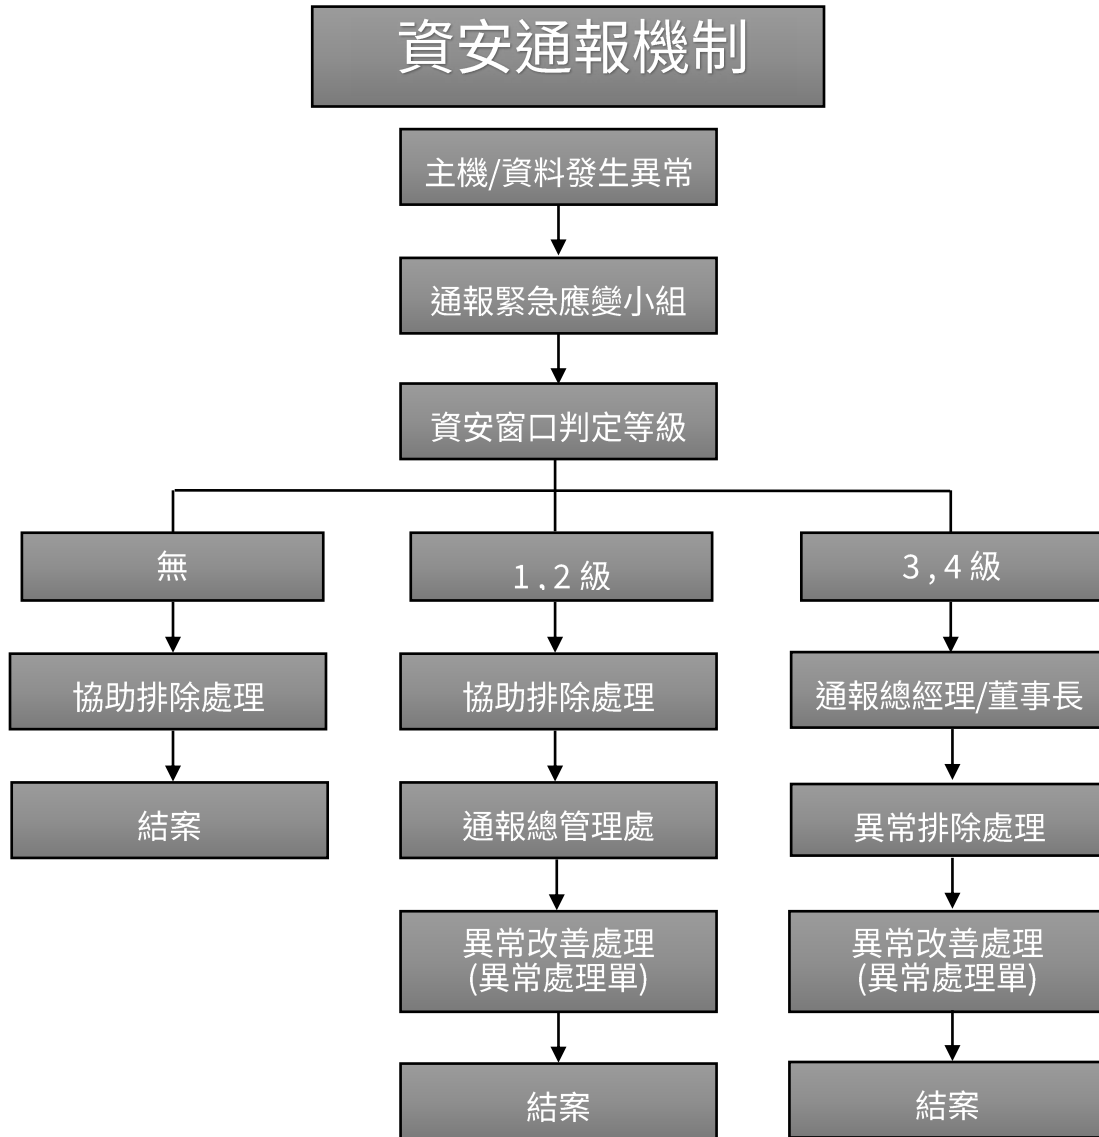 資安通報機制
主機/資料發生異常
通報緊急應變小組
資安窗口判定等級
無
1,2級
3,4級
協助排除處理
協助排除處理
通報總經理/董事長
結案
通報總管理處
異常排除處理
異常改善處理
(異常處理單)
異常改善處理
(異常處理單)
結案
結案